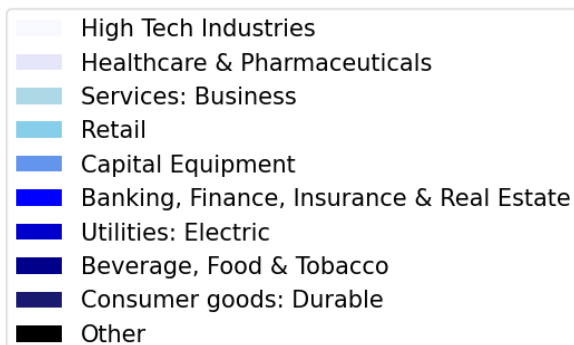 High Tech Industries
Healthcare & Pharmaceuticals
Services: Business
Retail
Capital Equipment
Banking, Finance, Insurance & Real Estate
Utilities: Electric
Beverage, Food & Tobacco
Consumer goods: Durable
Other